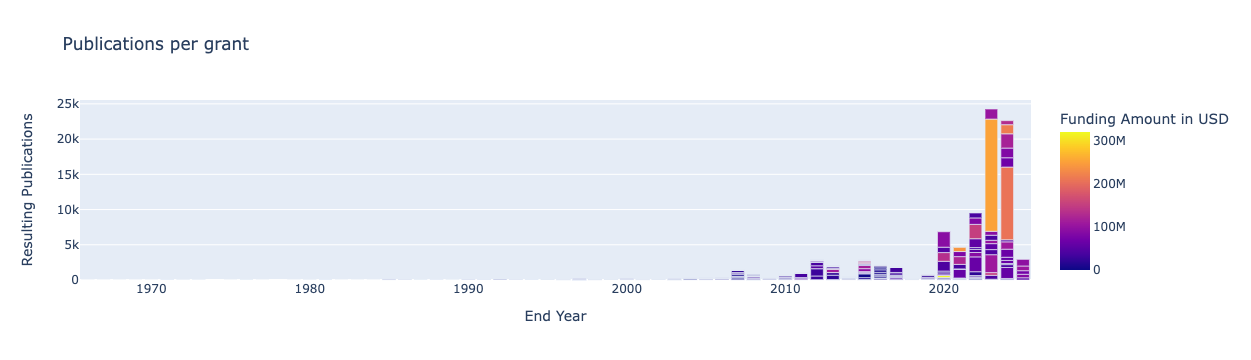 Publications per grant
Resulting Publications
25k
20k
15k
10k
5k
0
1970
1980
1990
2000
2010
2020
End Year
Funding Amount in USD
300M
200M
100M
0